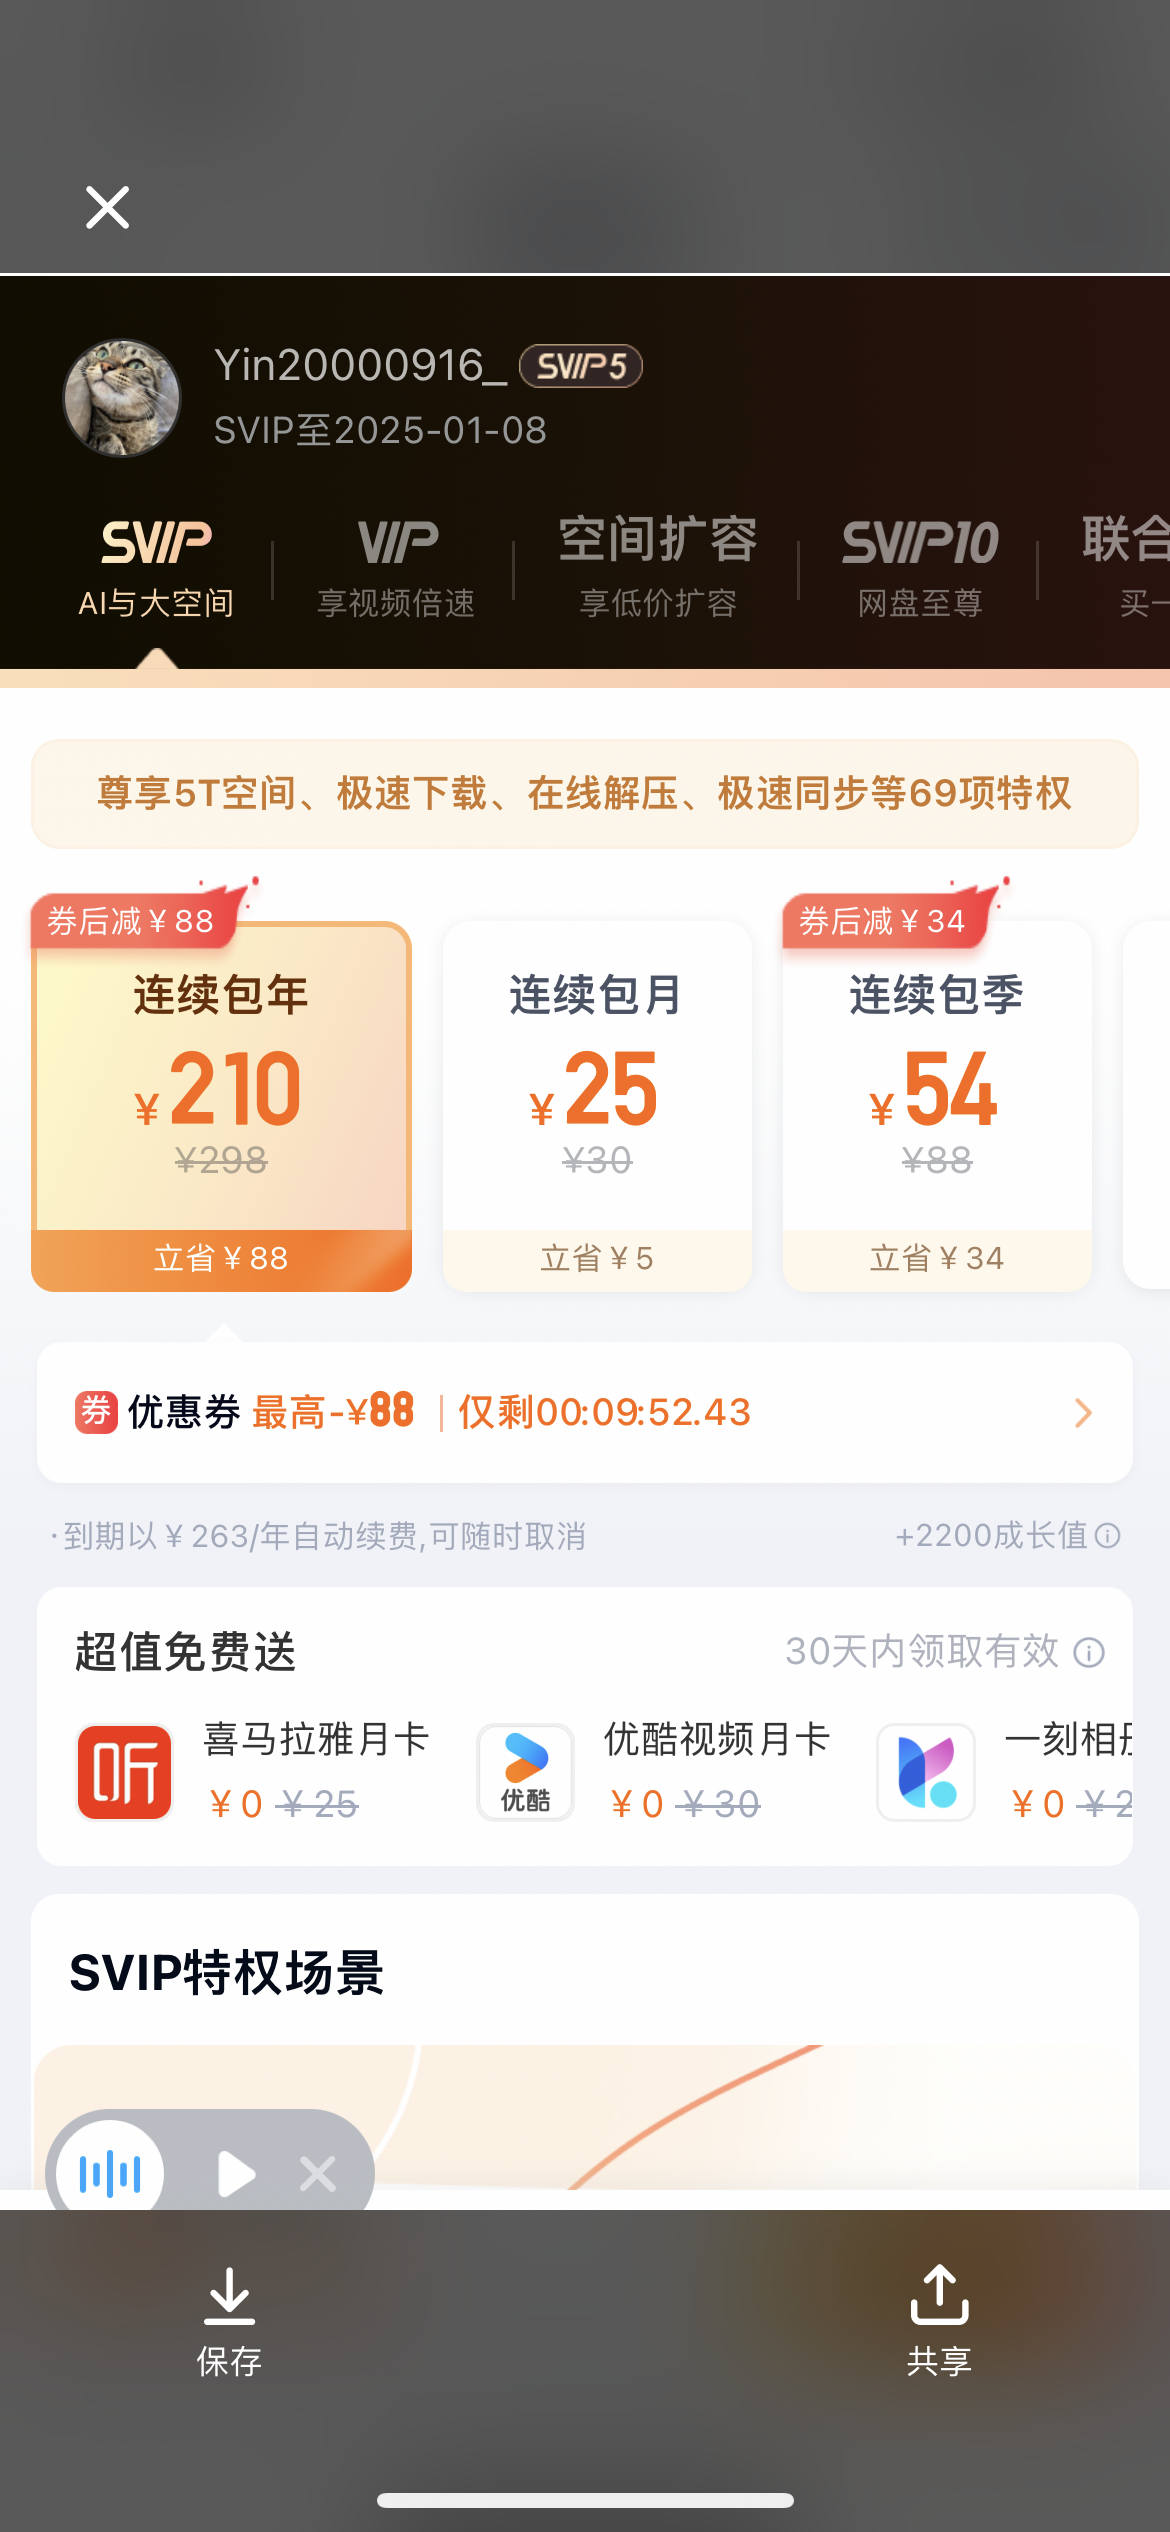 Yin20000916_ SVIP5
SVIP至2025-01-08
SVIP VIP 空间扩容 SVIP10 联合
AI与大空间 享视频倍速 享低价扩容 网盘至尊 买一
尊享5T空间、极速下载、在线解压、极速同步等69项特权
券后减¥88 券后减¥34
连续包年 连续包月 连续包季
¥210 ¥25 ¥54
¥298 ¥30 ¥88
立省¥88 立省¥5 立省¥34
券 优惠券 最高-¥88 | 仅剩00:09:52.43
·到期以¥263/年自动续费,可随时取消 +2200成长值
超值免费送 30天内领取有效
听 喜马拉雅月卡 优酷 优酷视频月卡 一刻相册
¥0 ¥25 ¥0 ¥30 ¥0 ¥2
SVIP特权场景
保存 共享